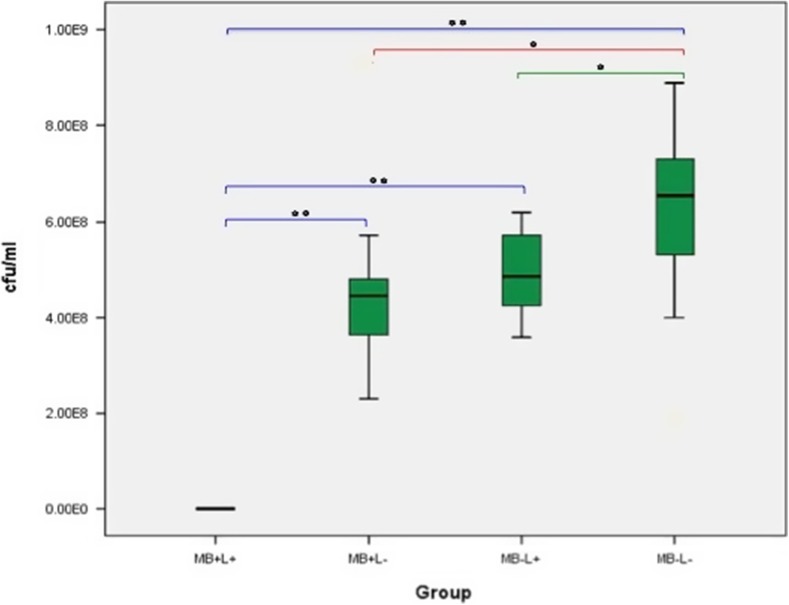 **
1.00E9
*
*
8.00E8
**
6.00E8
**
cfu/ml
4.00E8
2.00E8
0.00E0
MB+L+ MB+L- MB-L+ MB-L-
Group